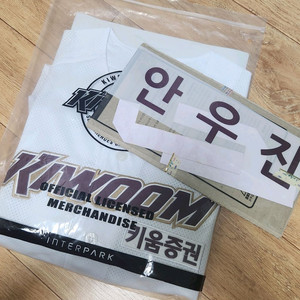 안우진
KIWOOM
OFFICIAL LICENSED
MERCHANDISE
키움증권
INTERPARK